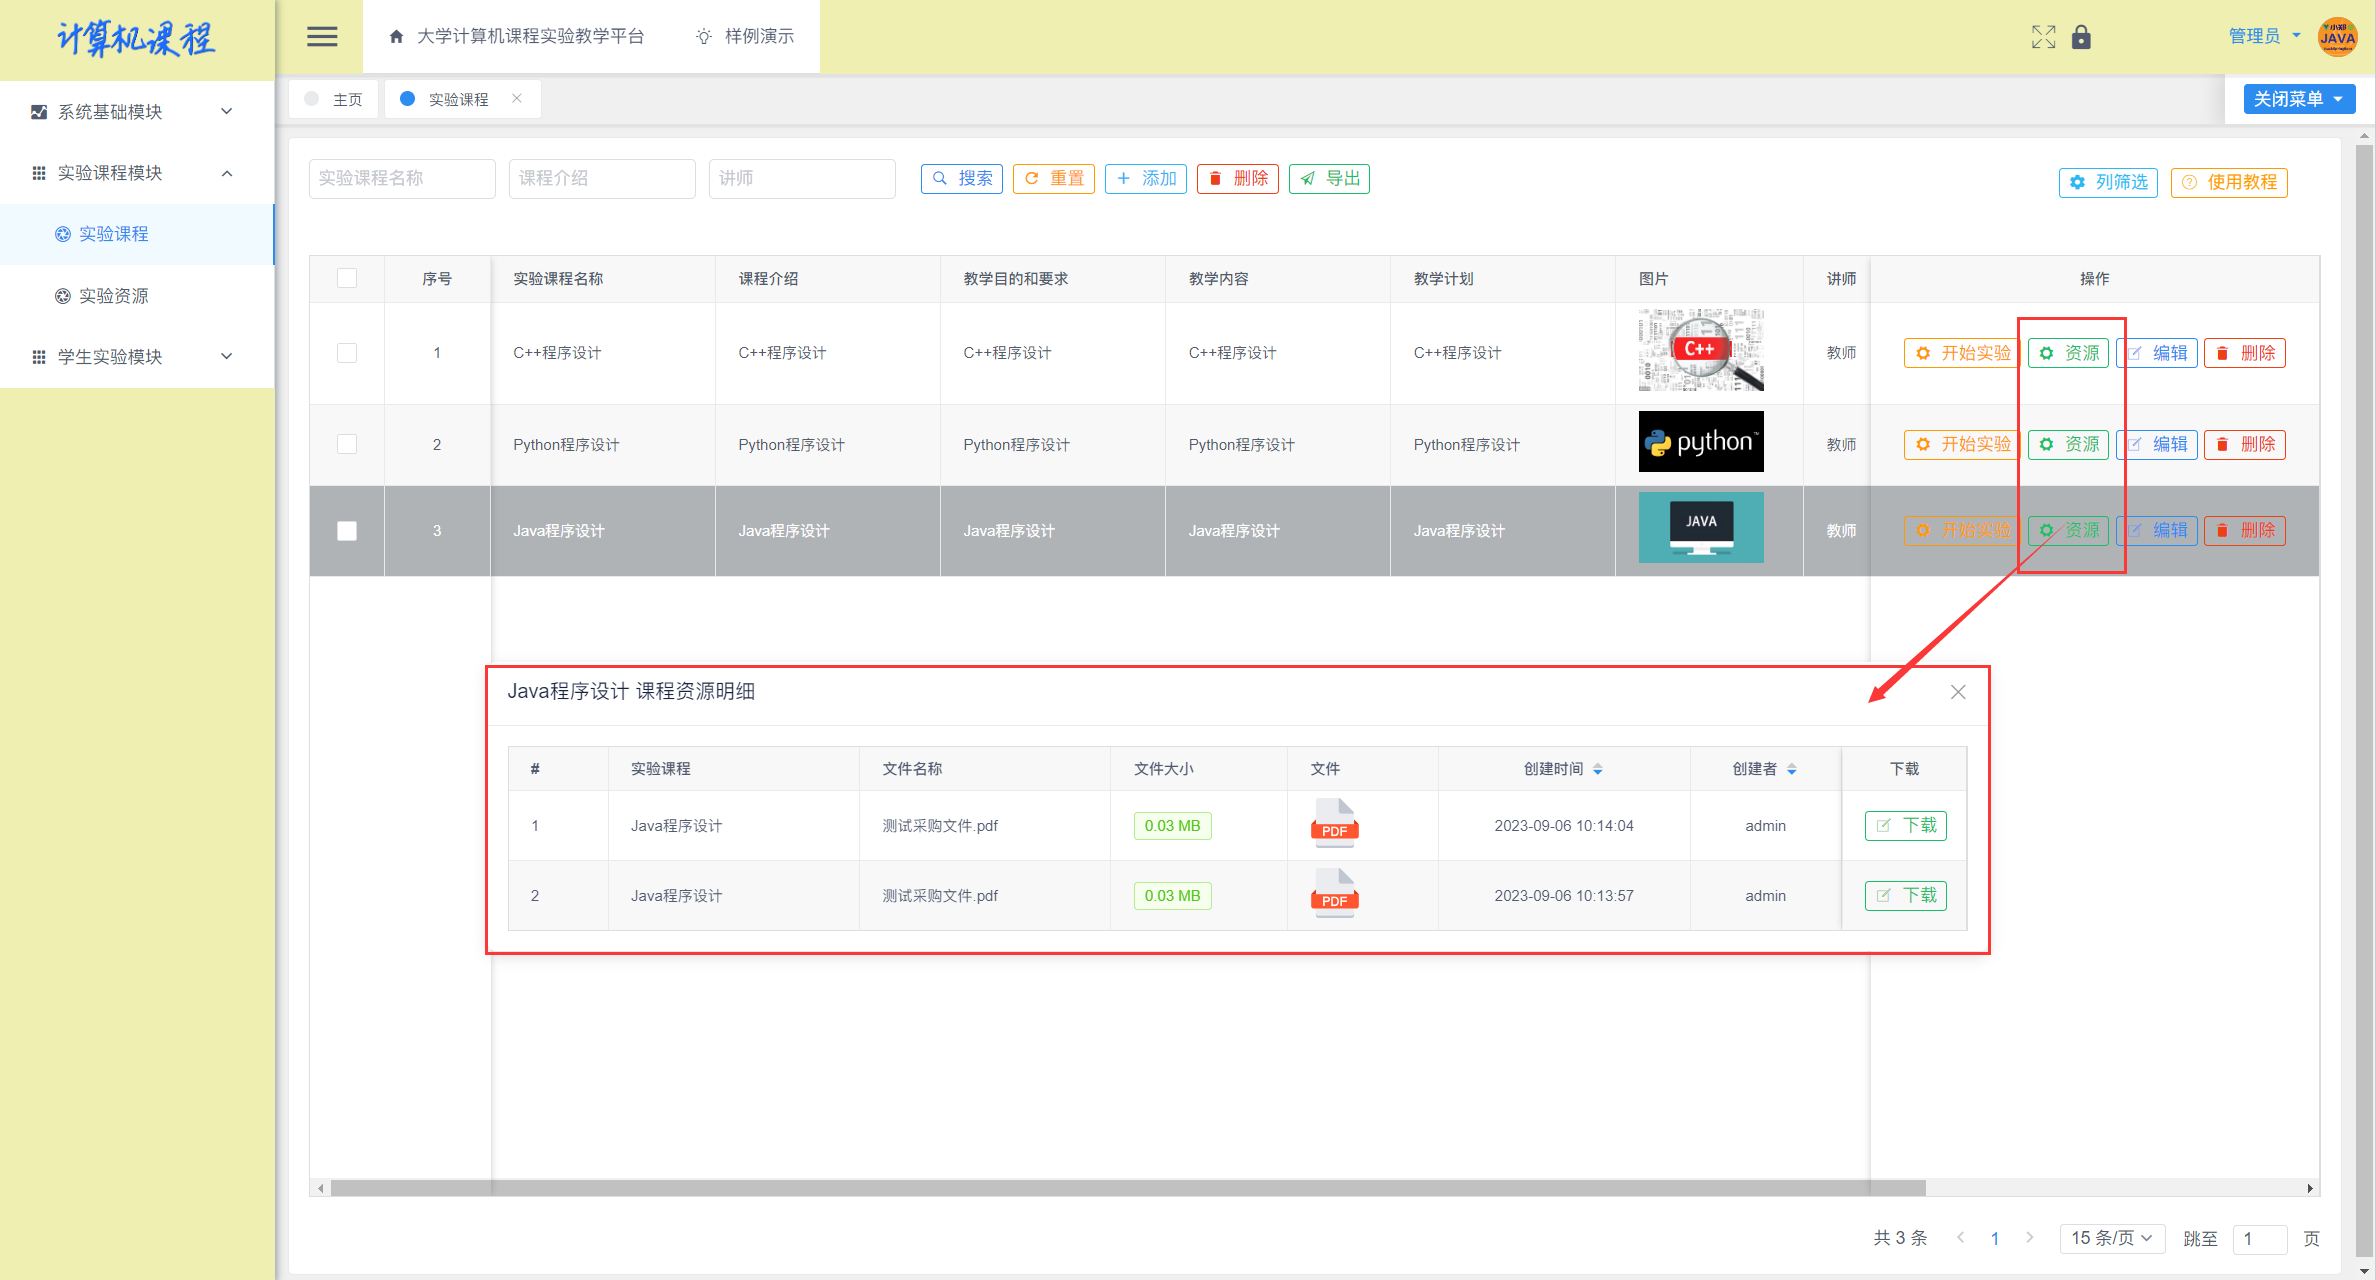 计算机课程
大学计算机课程实验教学平台
样例演示
管理员
小郑
JAVA
系统基础模块
实验课程模块
实验课程
实验资源
学生实验模块
主页
实验课程
关闭菜单
实验课程名称
课程介绍
讲师
搜索
重置
添加
删除
导出
列筛选
使用教程
序号 实验课程名称 课程介绍 教学目的和要求 教学内容 教学计划 图片 讲师 操作
1 C++程序设计 C++程序设计 C++程序设计 C++程序设计 C++程序设计 C++ 教师 开始实验 资源 编辑 删除
2 Python程序设计 Python程序设计 Python程序设计 Python程序设计 Python程序设计 python™ 教师 开始实验 资源 编辑 删除
3 Java程序设计 Java程序设计 Java程序设计 Java程序设计 Java程序设计 JAVA 教师 开始实验 资源 编辑 删除
Java程序设计 课程资源明细
# 实验课程 文件名称 文件大小 文件 创建时间 创建者 下载
1 Java程序设计 测试采购文件.pdf 0.03 MB PDF 2023-09-06 10:14:04 admin 下载
2 Java程序设计 测试采购文件.pdf 0.03 MB PDF 2023-09-06 10:13:57 admin 下载
共 3 条 1 15 条/页 跳至 1 页